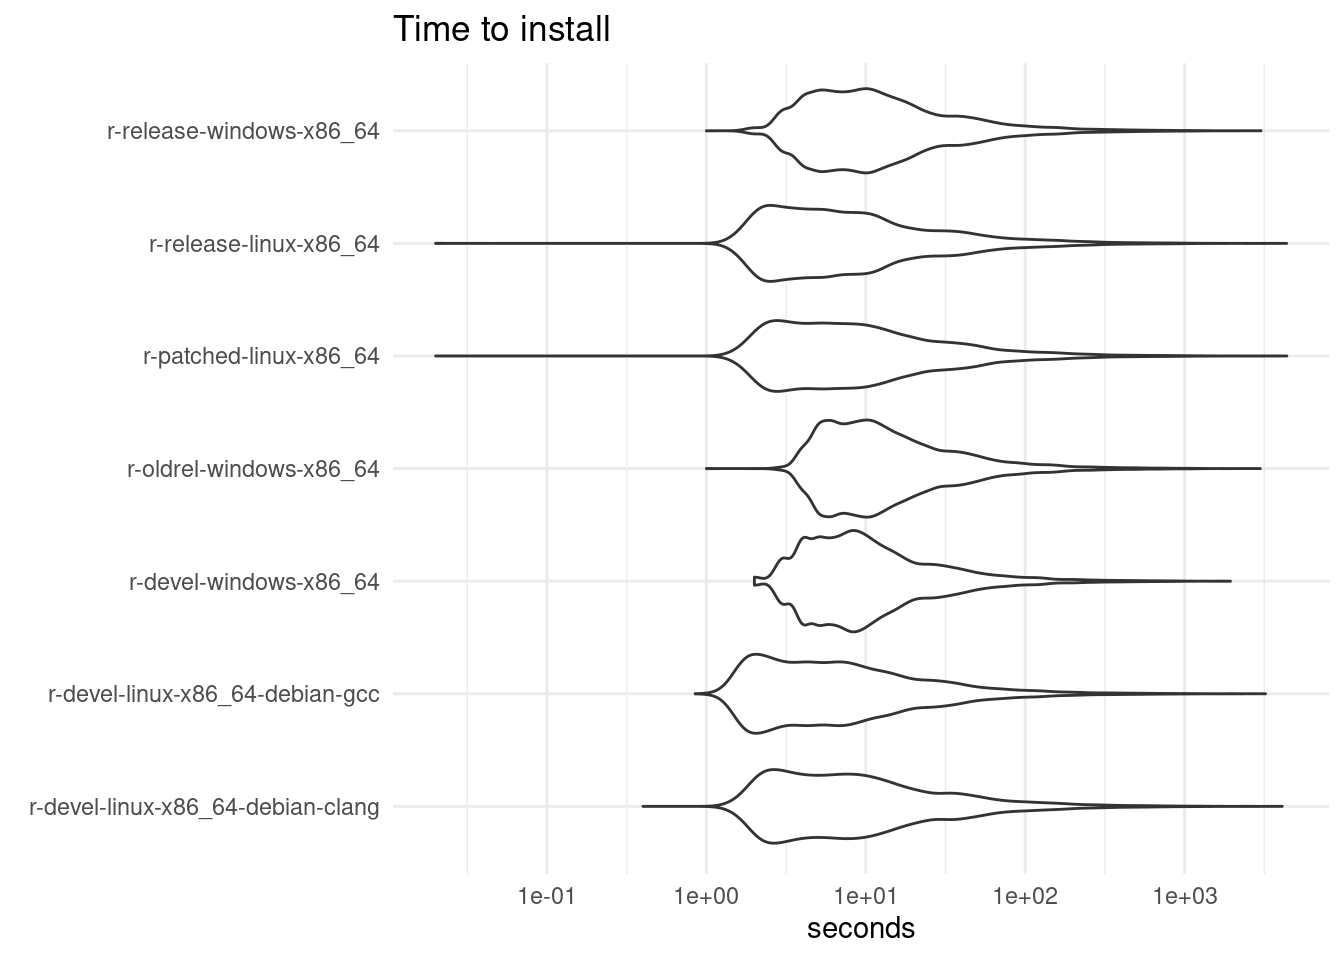 Time to install
r-release-windows-x86_64
r-release-linux-x86_64
r-patched-linux-x86_64
r-oldrel-windows-x86_64
r-devel-windows-x86_64
r-devel-linux-x86_64-debian-gcc
r-devel-linux-x86_64-debian-clang
1e-01 1e+00 1e+01 1e+02 1e+03
seconds